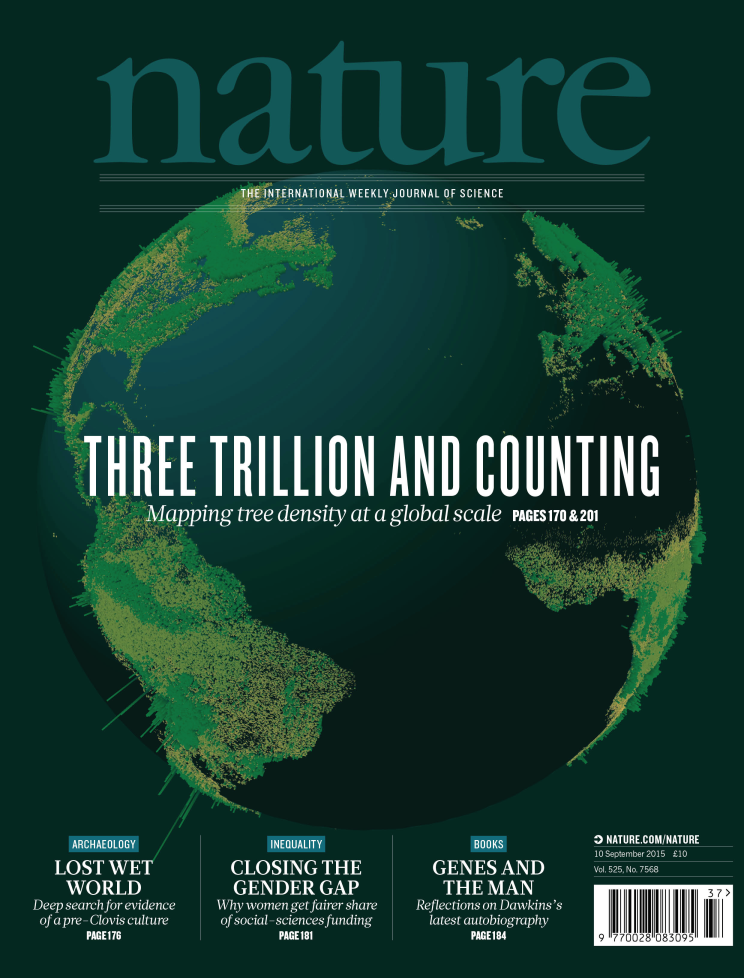 nature
THE INTERNATIONAL WEEKLY JOURNAL OF SCIENCE
THREE TRILLION AND COUNTING
Mapping tree density at a global scale PAGES 170 & 201
ARCHAEOLOGY
LOST WET
WORLD
Deep search for evidence
of a pre-Clovis culture
PAGE 176
INEQUALITY
CLOSING THE
GENDER GAP
Why women get fairer share
of social-sciences funding
PAGE 181
BOOKS
GENES AND
THE MAN
Reflections on Dawkins's
latest autobiography
PAGE 184
NATURE.COM/NATURE
10 September 2015 £10
Vol. 525, No. 7568
37>
9 770028 083095